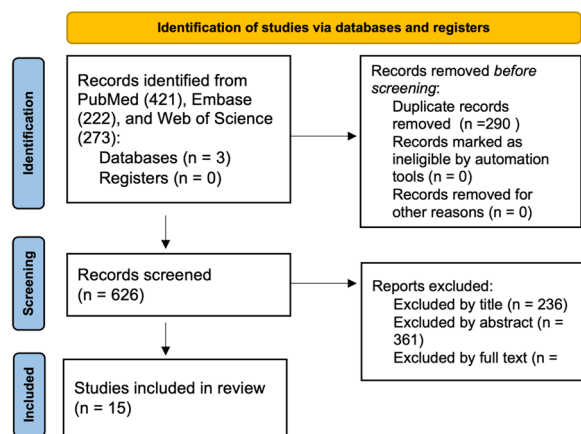 Identification of studies via databases and registers
Identification
Records identified from
PubMed (421), Embase
(222), and Web of Science
(273):
Databases (n = 3)
Registers (n = 0)
Records removed before
screening:
Duplicate records
removed (n =290 )
Records marked as
ineligible by automation
tools (n = 0)
Records removed for
other reasons (n = 0)
Screening
Records screened
(n = 626)
Reports excluded:
Excluded by title (n = 236)
Excluded by abstract (n =
361)
Excluded by full text (n =
Included
Studies included in review
(n = 15)